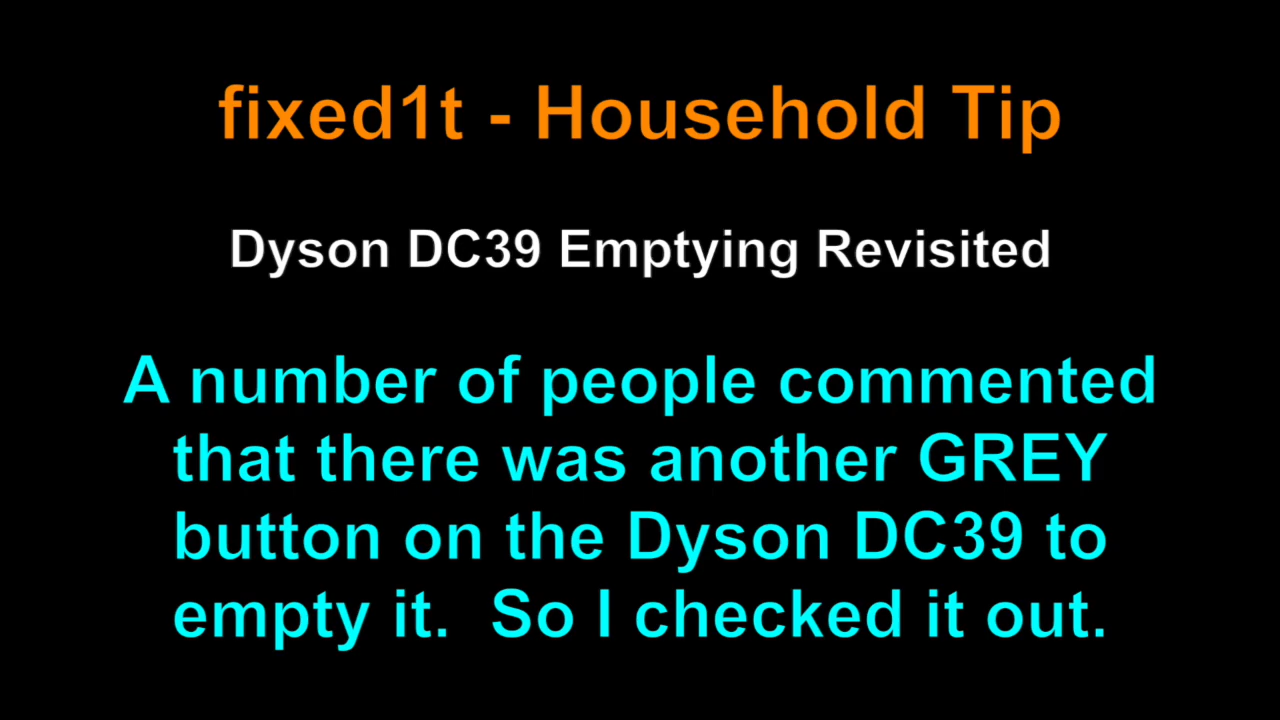 fixed1t - Household Tip
Dyson DC39 Emptying Revisited
A number of people commented
that there was another GREY
button on the Dyson DC39 to
empty it.  So I checked it out.